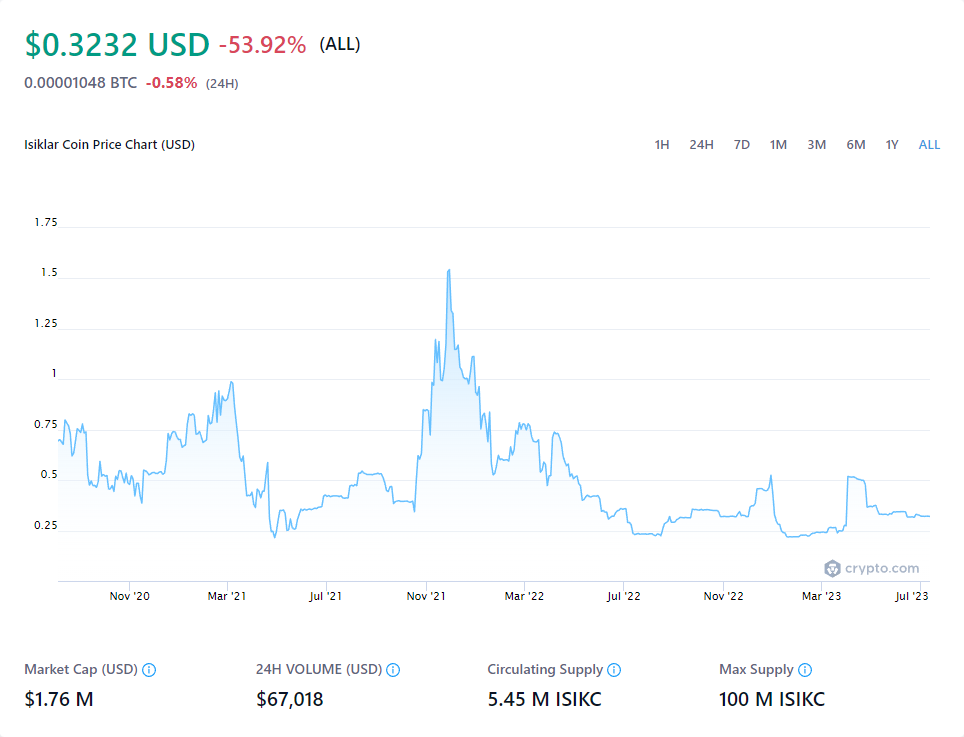 $0.3232 USD -53.92% (ALL)
0.00001048 BTC -0.58% (24H)
Isiklar Coin Price Chart (USD) 1H 24H 7D 1M 3M 6M 1Y ALL
1.75
1.5
1.25
1
0.75
0.5
0.25
crypto.com
Nov '20 Mar '21 Jul '21 Nov '21 Mar '22 Jul '22 Nov '22 Mar '23 Jul '23
Market Cap (USD) 24H VOLUME (USD) Circulating Supply Max Supply
$1.76 M $67,018 5.45 M ISIKC 100 M ISIKC